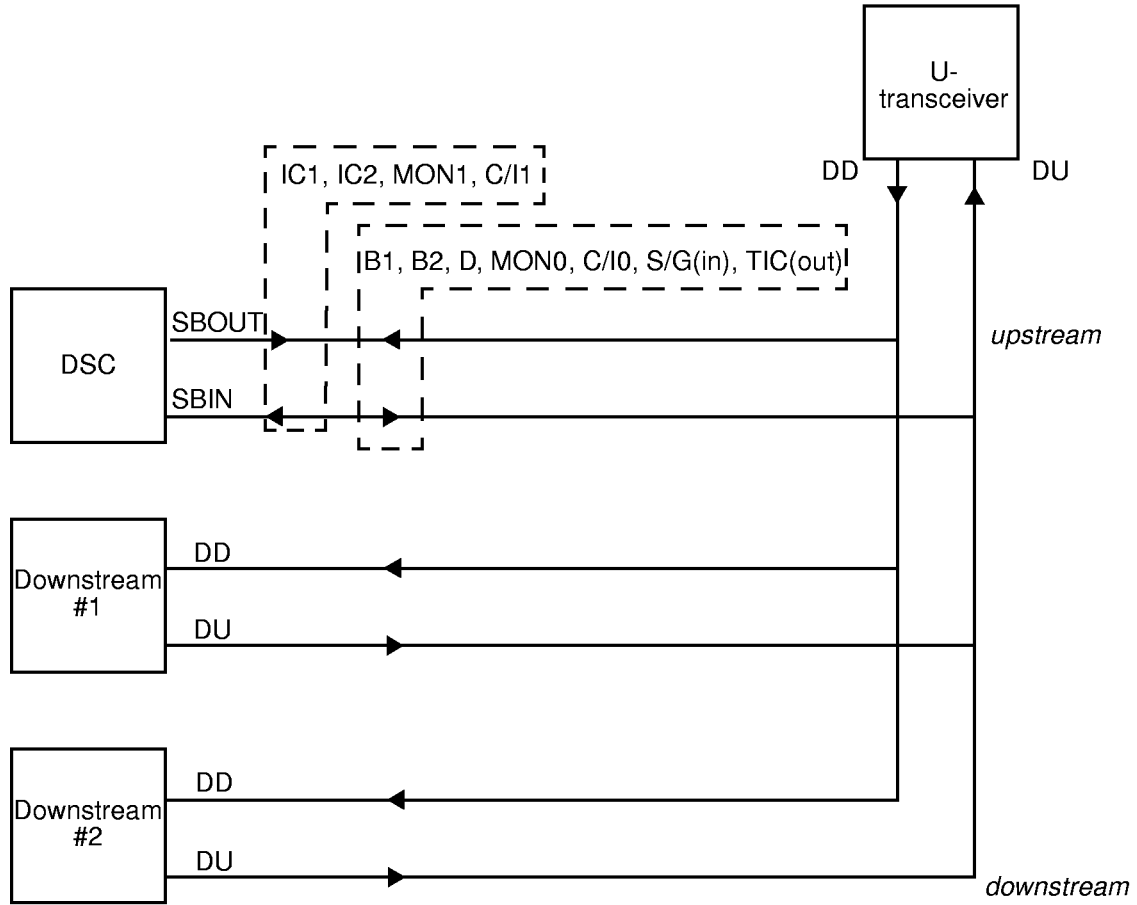 U-
transceiver
DD
DU
IC1, IC2, MON1, C/I1
B1, B2, D, MON0, C/I0, S/G(in), TIC(out)
SBOUT
upstream
DSC
SBIN
DD
Downstream
#1
DU
DD
Downstream
#2
DU
downstream